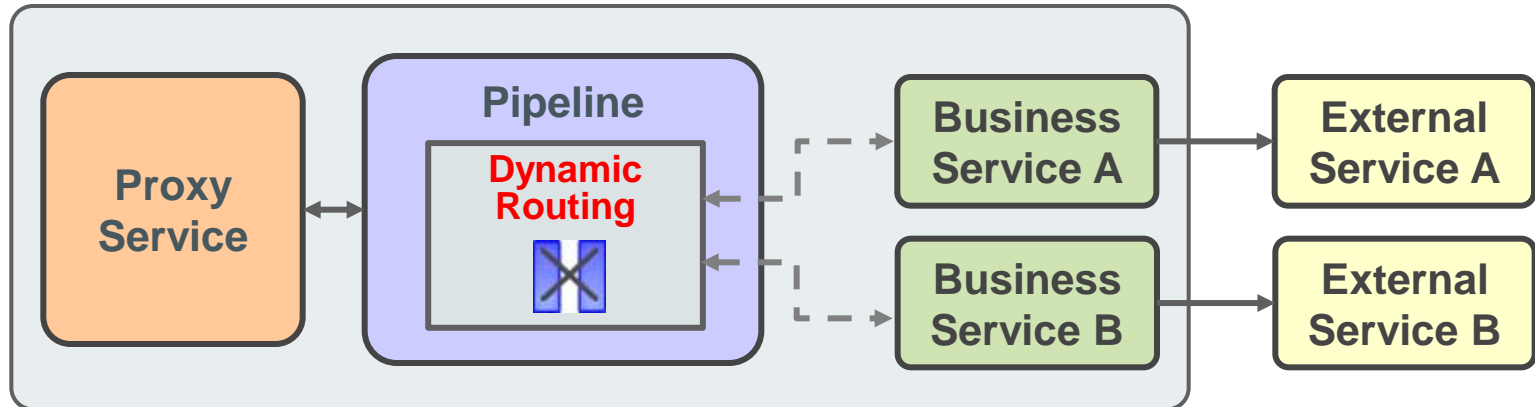 Proxy
Service
Pipeline
Dynamic
Routing
Business
Service A
External
Service A
Business
Service B
External
Service B